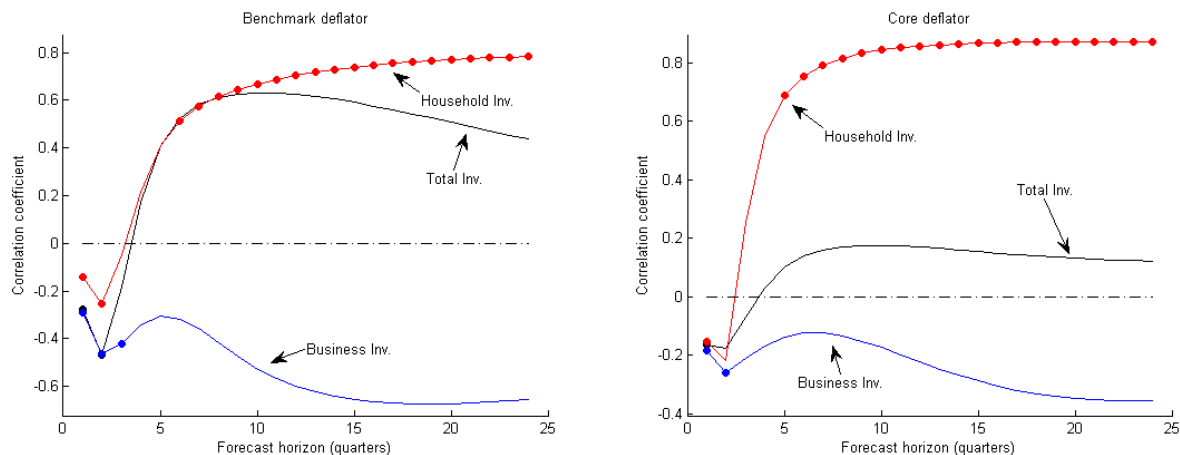 Benchmark deflator
Correlation coefficient
0.8
0.6
0.4
0.2
0
-0.2
-0.4
-0.6
Household Inv.
Total Inv.
Business Inv.
0
5
10
15
20
25
Forecast horizon (quarters)
Core deflator
Correlation coefficient
0.8
0.6
0.4
0.2
0
-0.2
-0.4
Household Inv.
Total Inv.
Business Inv.
0
5
10
15
20
25
Forecast horizon (quarters)